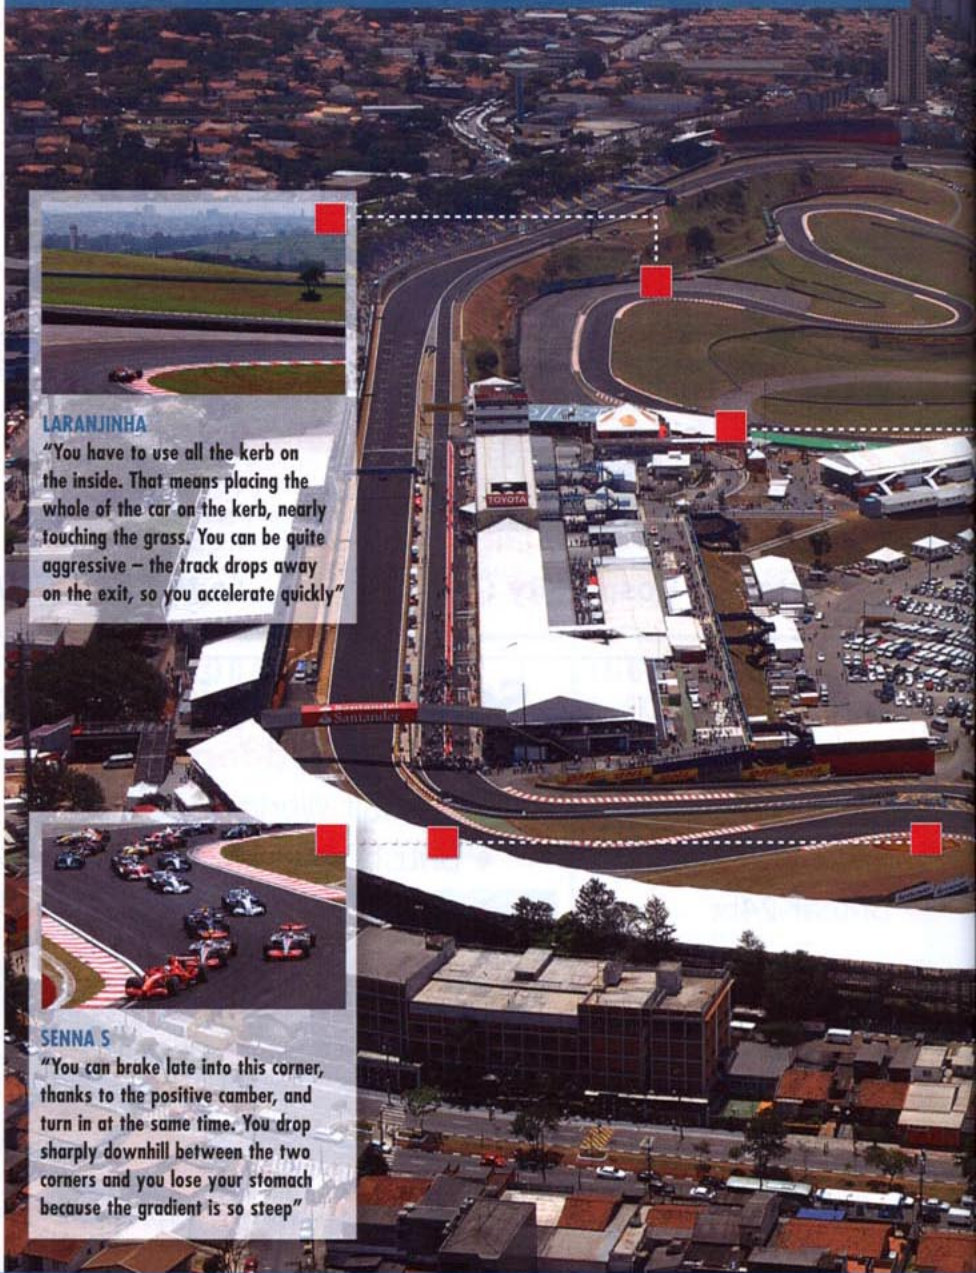 LARANJINHA
“You have to use all the kerb on
the inside. That means placing the
whole of the car on the kerb, nearly
touching the grass. You can be quite
aggressive – the track drops away
on the exit, so you accelerate quickly”
TOYOTA
Santander
Santander
SENNA S
“You can brake late into this corner,
thanks to the positive camber, and
turn in at the same time. You drop
sharply downhill between the two
corners and you lose your stomach
because the gradient is so steep”